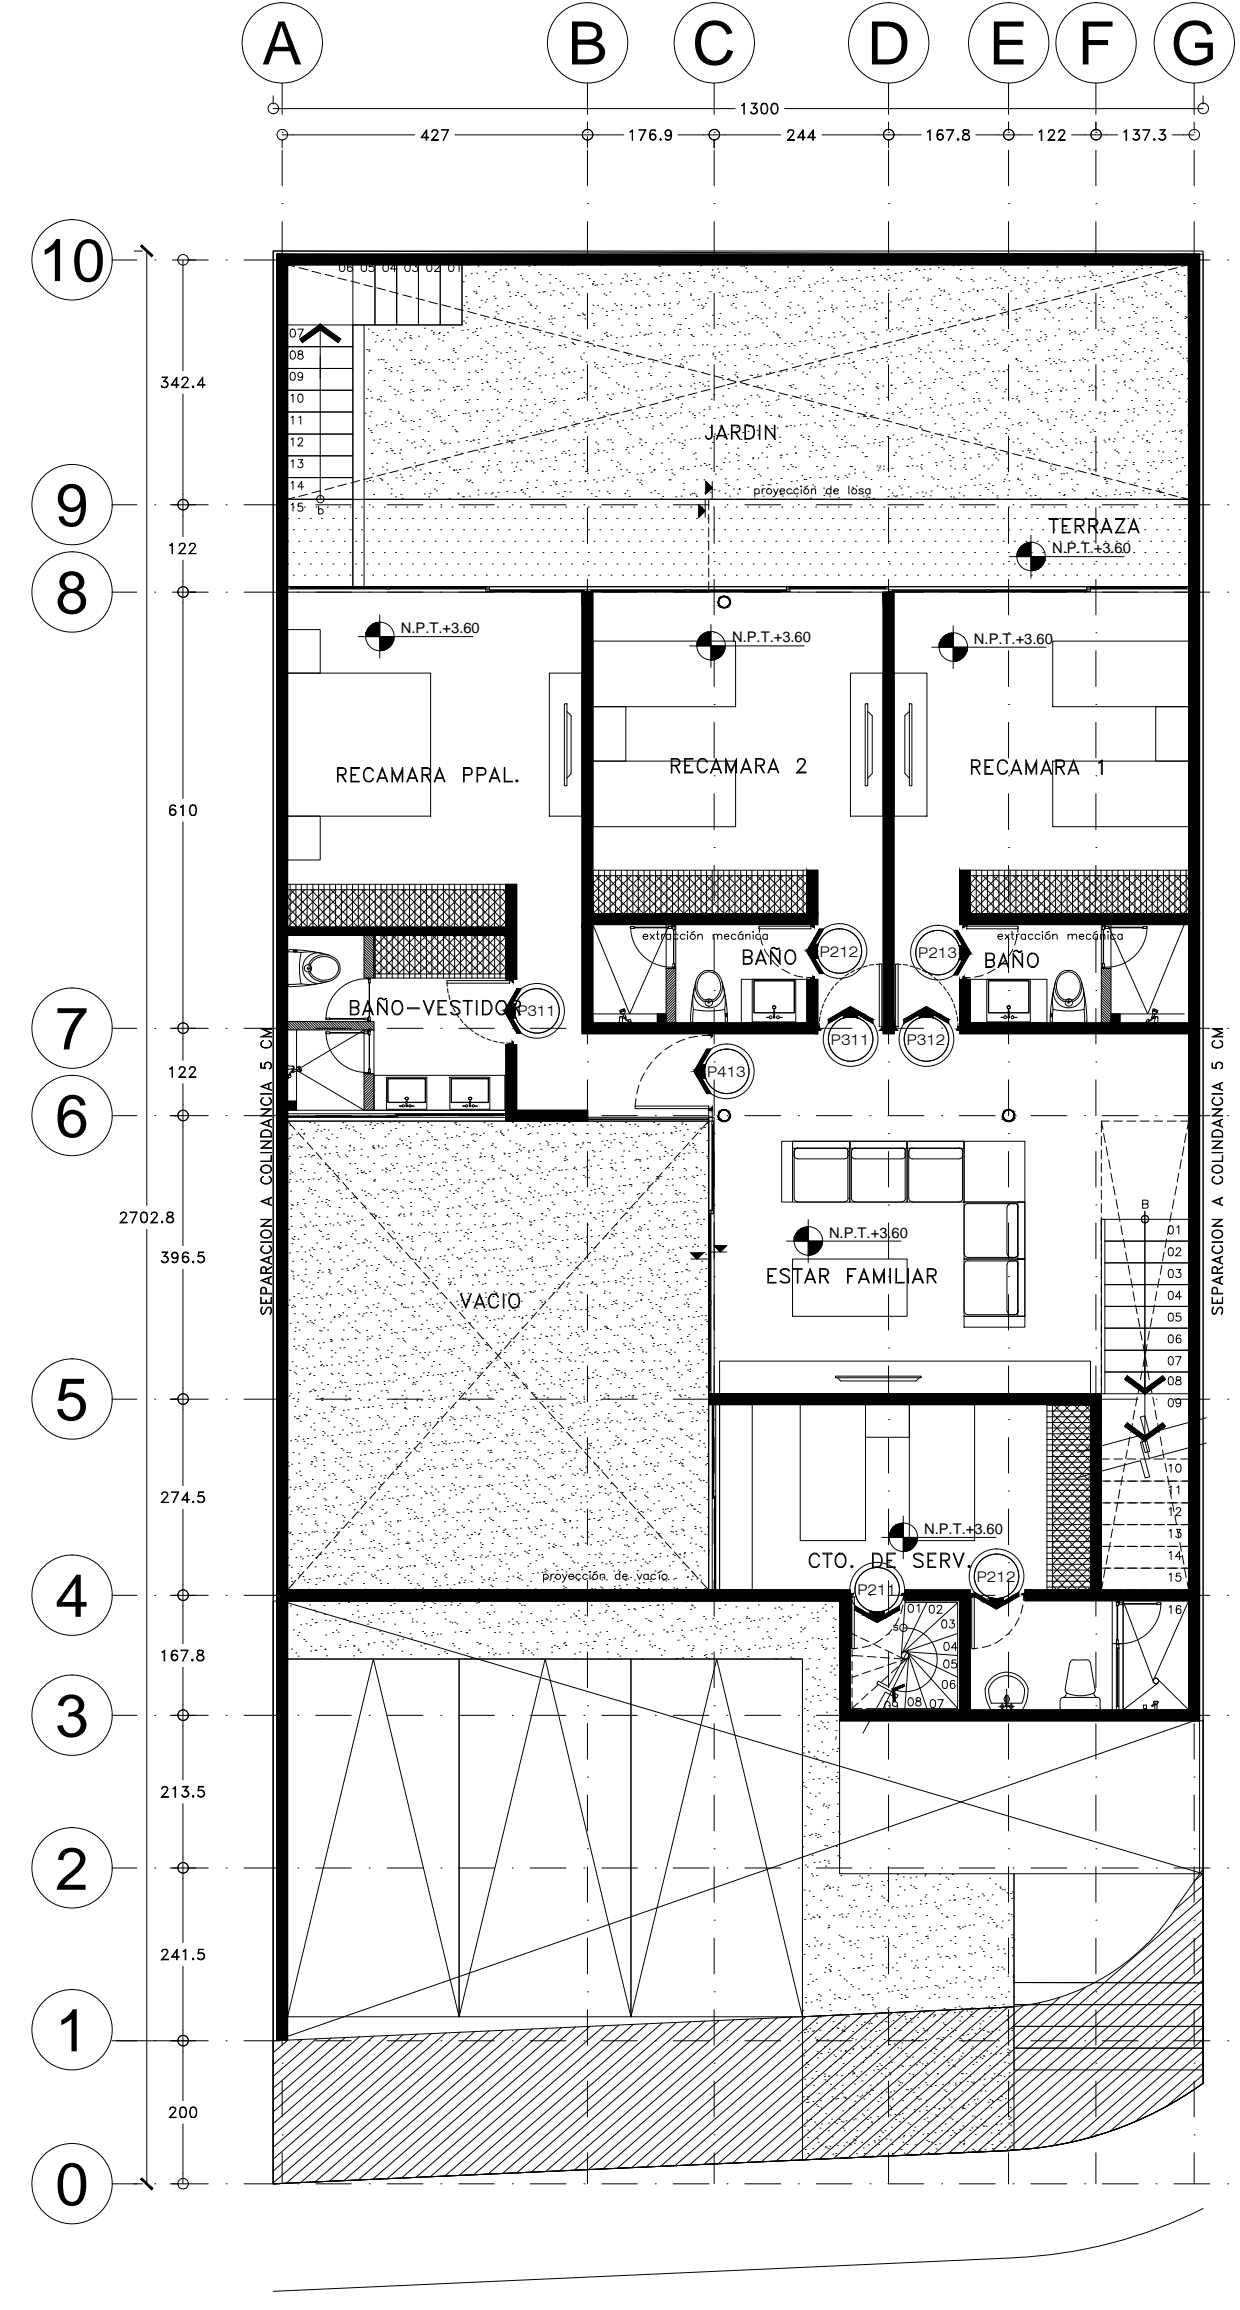 A B C D E F G
1300
427 176.9 244 167.8 122 137.3
10
06 05 04 03 02 01
07
08
342.4
09
10
11
JARDIN
12
13
14
proyección de losa
9
15
b
TERRAZA
122
N.P.T.+3.60
8
N.P.T.+3.60
N.P.T.+3.60
N.P.T.+3.60
RECAMARA PPAL.
RECAMARA 2
RECAMARA 1
610
extracción mecánica
extracción mecánica
BAÑO
P212
P213
BAÑO
BAÑO-VESTIDOR
P311
7
P311
P312
122
P413
6
SEPARACION A COLINDANCIA 5 CM
SEPARACION A COLINDANCIA 5 CM
2702.8
396.5
B
01
02
03
04
05
06
07
08
09
N.P.T.+3.60
ESTAR FAMILIAR
VACIO
5
10
11
12
13
14
15
16
274.5
N.P.T.+3.60
CTO. DE SERV.
proyección de vacio
P211
P212
4
01 02
03
04
05
06
07
08
09
S
167.8
3
213.5
2
241.5
1
200
0